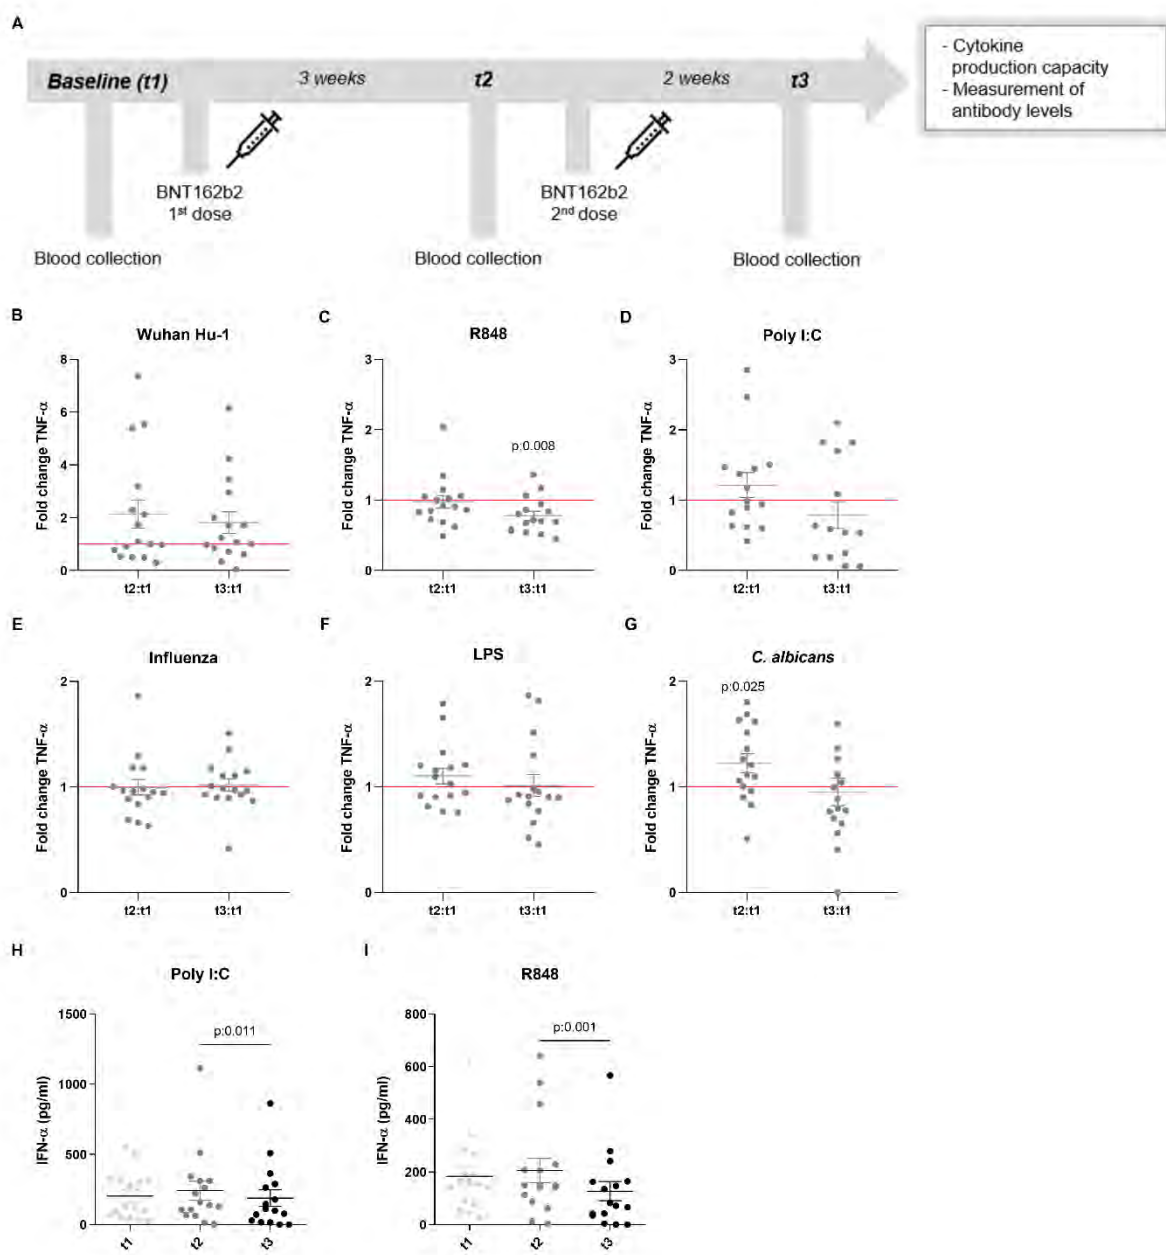 A
Baseline (t1) 3 weeks t2 2 weeks t3
- Cytokine
production capacity
- Measurement of
antibody levels
BNT162b2
1st dose
BNT162b2
2nd dose
Blood collection Blood collection Blood collection
B
Wuhan Hu-1
Fold change TNF-α
8
6
4
2
0
t2:t1 t3:t1
C
R848
Fold change TNF-α
3
2
1
0
p:0.008
t2:t1 t3:t1
D
Poly I:C
Fold change TNF-α
3
2
1
0
t2:t1 t3:t1
E
Influenza
Fold change TNF-α
2
1
0
t2:t1 t3:t1
F
LPS
Fold change TNF-α
2
1
0
t2:t1 t3:t1
G
C. albicans
Fold change TNF-α
2
1
0
p:0.025
t2:t1 t3:t1
H
Poly I:C
IFN-α (pg/ml)
1500
1000
500
0
p:0.011
t1 t2 t3
I
R848
IFN-α (pg/ml)
800
600
400
200
0
p:0.001
t1 t2 t3